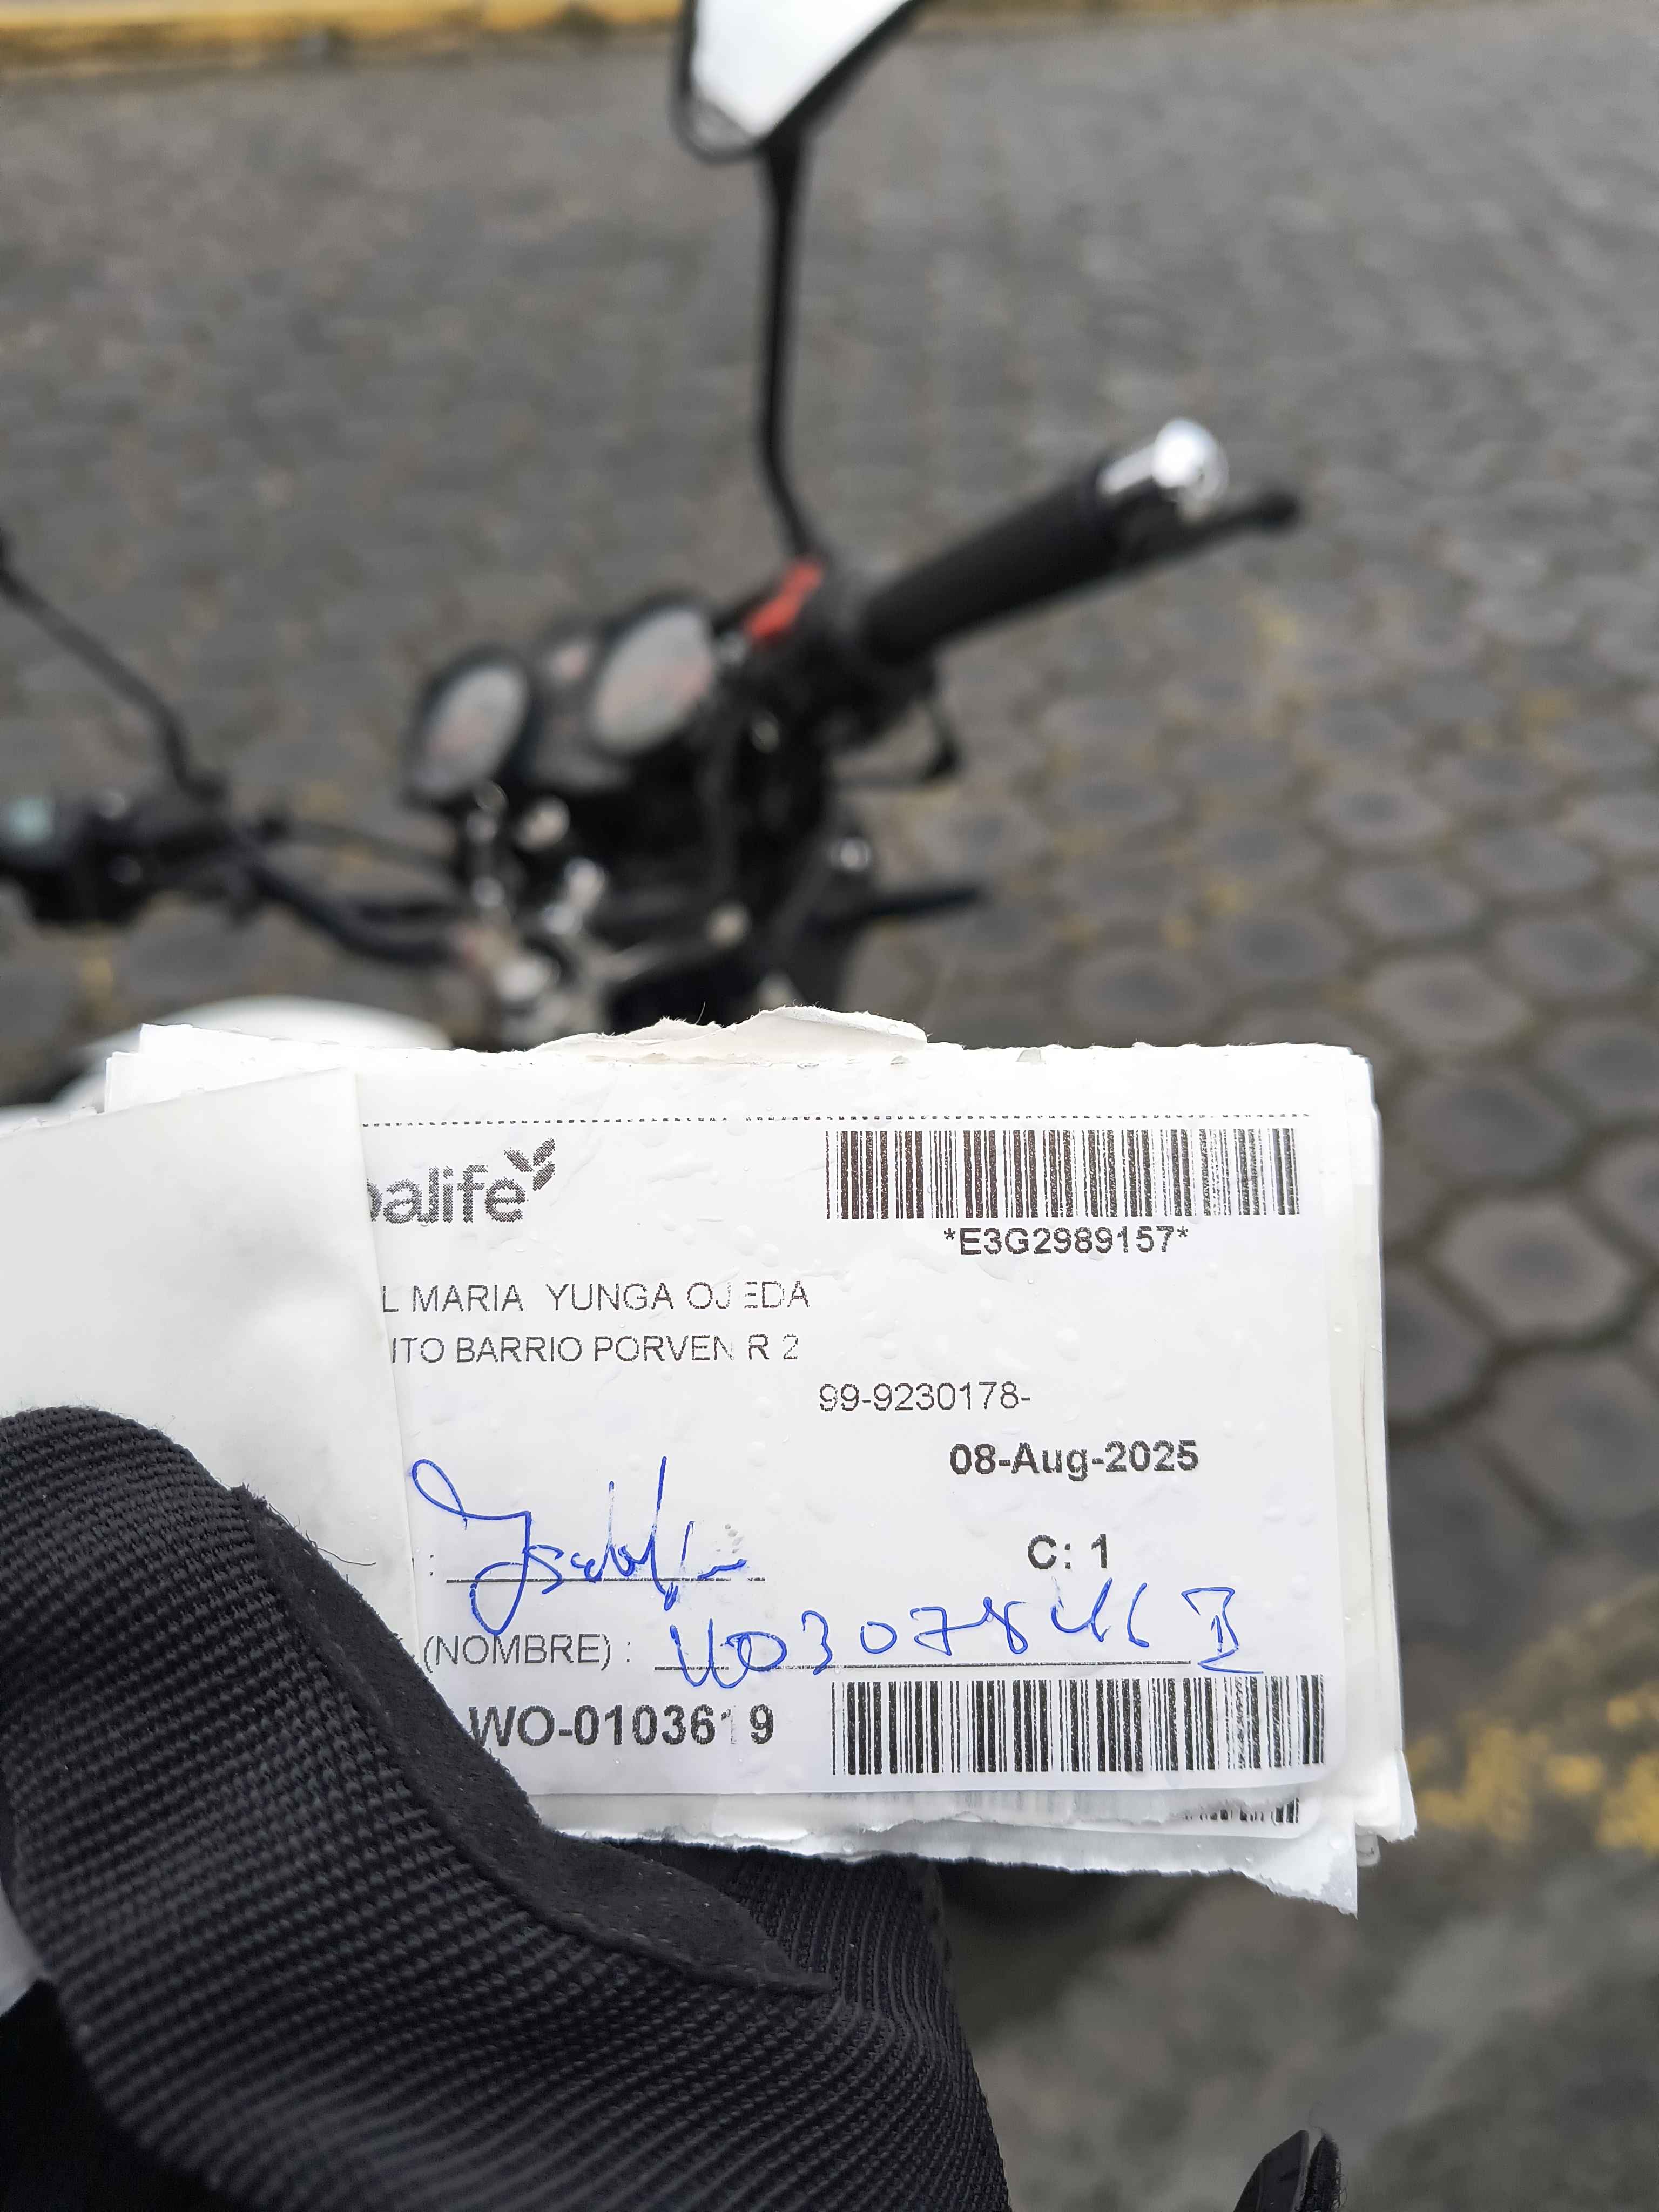 balife
*E3G2989157*
L MARIA YUNGA OJEDA
ITO BARRIO PORVEN R 2
99-9230178-
08-Aug-2025
:
C: 1
(NOMBRE) :
WO-0103619